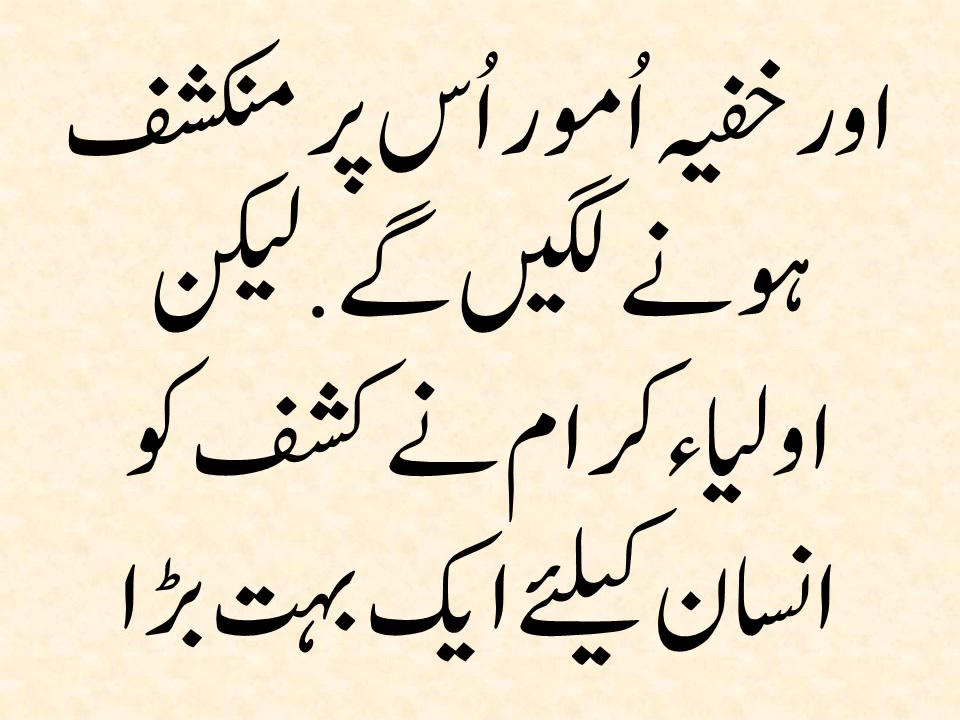 اور خفیہ اُمور اُس پر منکشف
ہونے لگیں گے . لیکن
اولیاء کرام نے کشف کو
انسان کیلئے ایک بہت بڑا